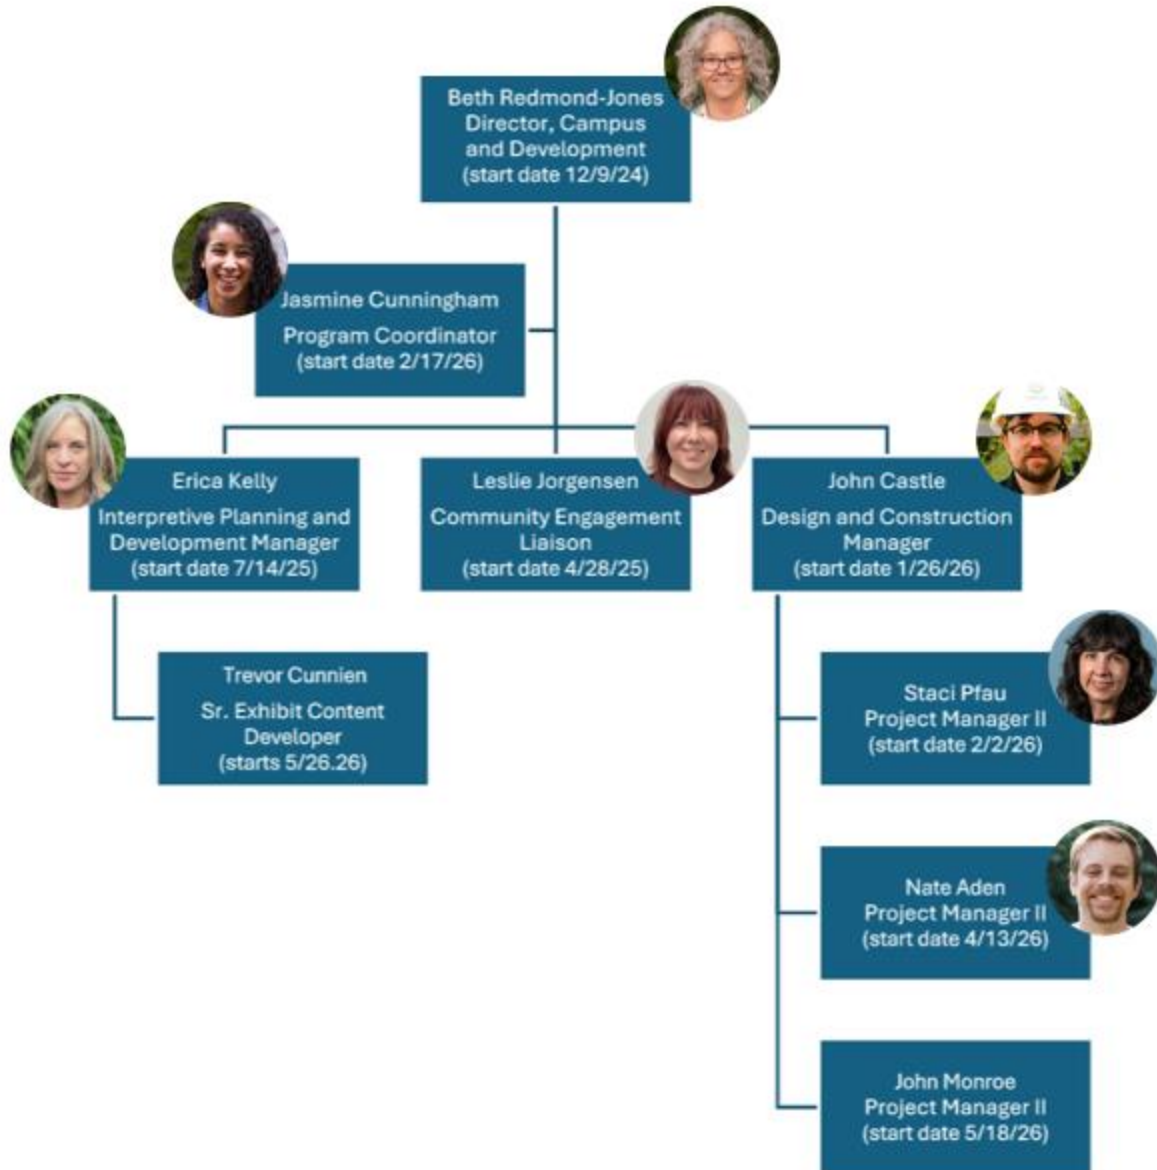 Beth Redmond-Jones
Director, Campus
and Development
(start date 12/9/24)
Jasmine Cunningham
Program Coordinator
(start date 2/17/26)
Erica Kelly
Interpretive Planning and
Development Manager
(start date 7/14/25)
Leslie Jorgensen
Community Engagement
Liaison
(start date 4/28/25)
John Castle
Design and Construction
Manager
(start date 1/26/26)
Trevor Cunnien
Sr. Exhibit Content
Developer
(starts 5/26.26)
Staci Pfau
Project Manager II
(start date 2/2/26)
Nate Aden
Project Manager II
(start date 4/13/26)
John Monroe
Project Manager II
(start date 5/18/26)